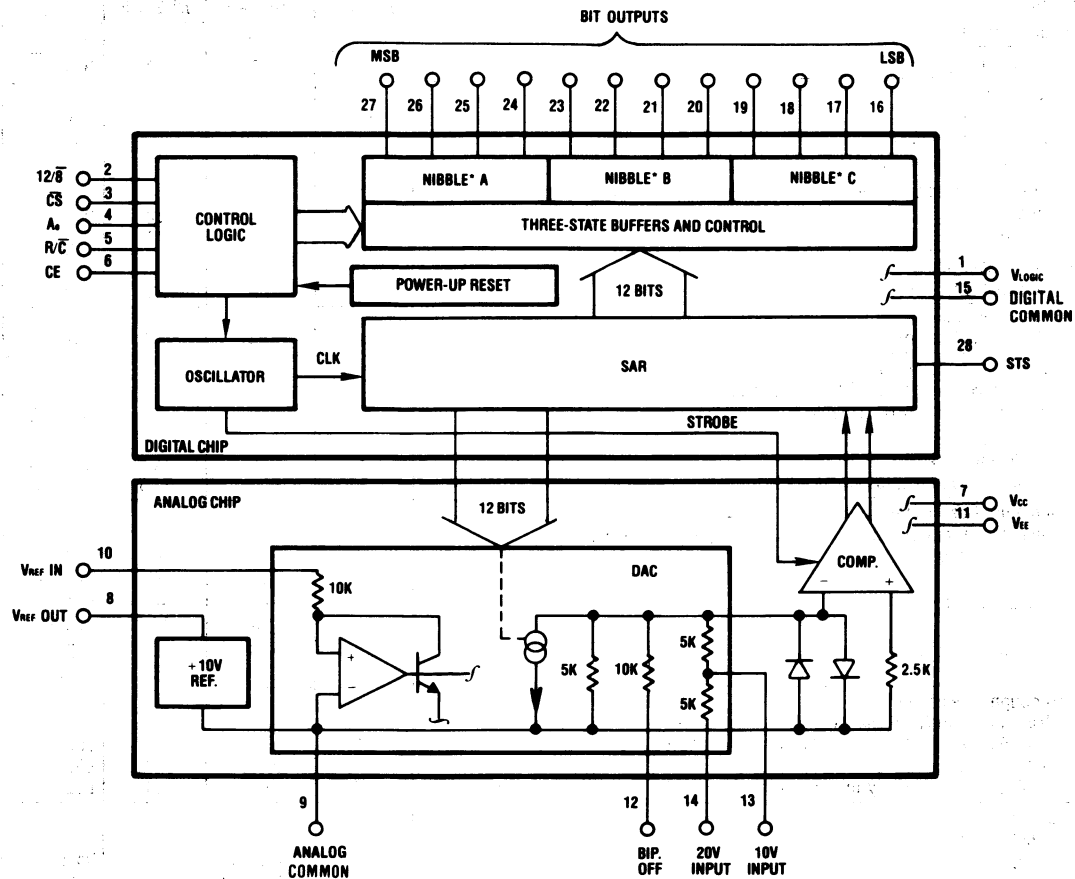 BIT OUTPUTS
MSB
LSB
27
26
25
24
23
22
21
20
19
18
17
16
12/8̅
2
C̅S̅
3
A₀
4
R/C̅
5
CE
6
CONTROL
LOGIC
NIBBLE* A
NIBBLE* B
NIBBLE* C
THREE-STATE BUFFERS AND CONTROL
POWER-UP RESET
12 BITS
1
VLOGIC
15
DIGITAL
COMMON
OSCILLATOR
CLK
SAR
28
STS
STROBE
DIGITAL CHIP
ANALOG CHIP
12 BITS
7
VCC
11
VEE
COMP.
−
+
10
VREF IN
8
VREF OUT
DAC
10K
+10V
REF.
+
−
5K
10K
5K
5K
2.5K
9
ANALOG
COMMON
12
BIP.
OFF
14
20V
INPUT
13
10V
INPUT